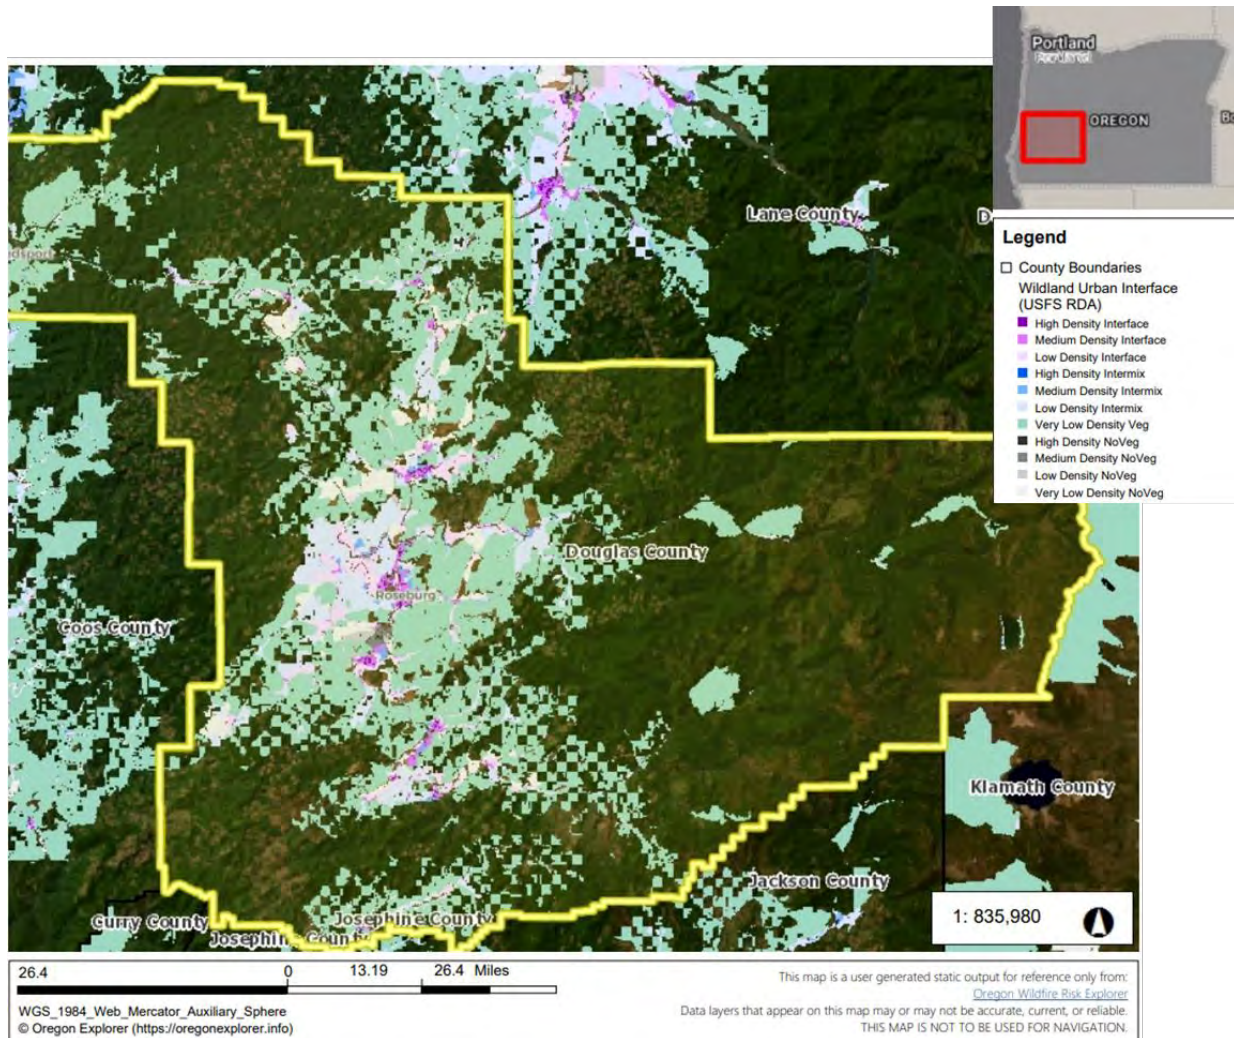 Portland
Portland
OREGON
Lane County
Legend
County Boundaries
Wildland Urban Interface
(USFS RDA)
High Density Interface
Medium Density Interface
Low Density Interface
High Density Intermix
Medium Density Intermix
Low Density Intermix
Very Low Density Veg
High Density NoVeg
Medium Density NoVeg
Low Density NoVeg
Very Low Density NoVeg
Douglas County
Roseburg
Coos County
Klamath County
Jackson County
Curry County
Josephine County
Josephin County
1: 835,980
26.4 0 13.19 26.4 Miles
WGS_1984_Web_Mercator_Auxiliary_Sphere
© Oregon Explorer (https://oregonexplorer.info)
This map is a user generated static output for reference only from:
Oregon Wildfire Risk Explorer
Data layers that appear on this map may or may not be accurate, current, or reliable.
THIS MAP IS NOT TO BE USED FOR NAVIGATION.